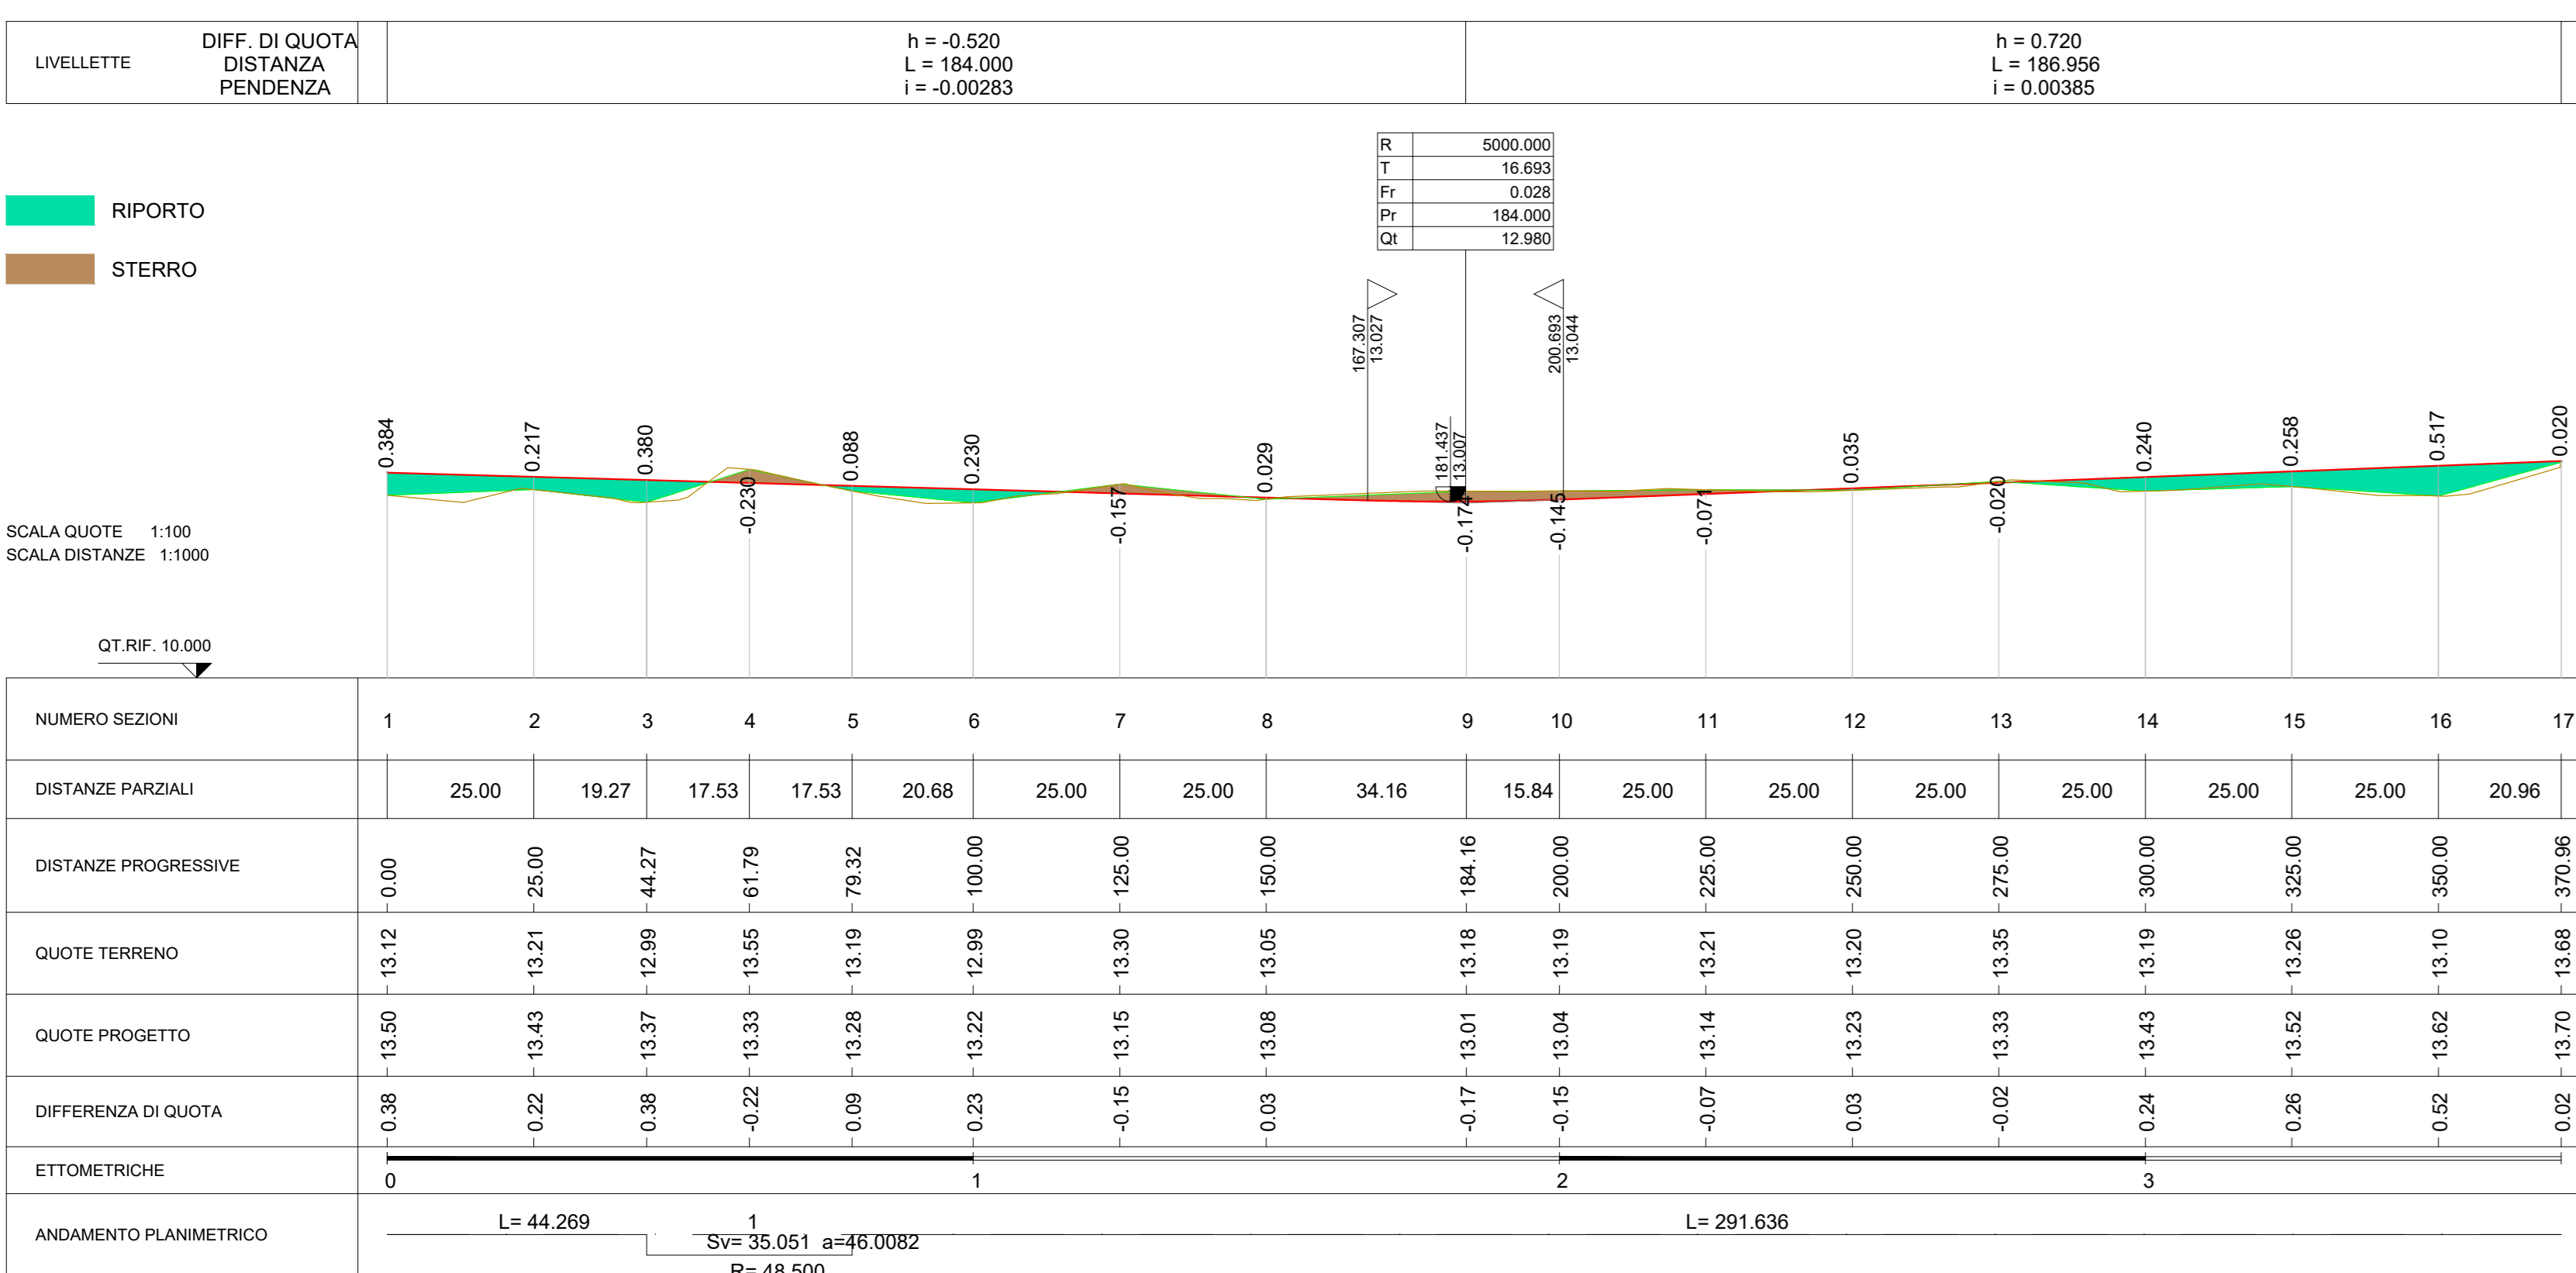 LIVELLETTE
DIFF. DI QUOTA
DISTANZA
PENDENZA
h = -0.520
L = 184.000
i = -0.00283
h = 0.720
L = 186.956
i = 0.00385
R 5000.000
T 16.693
Fr 0.028
Pr 184.000
Qt 12.980
RIPORTO
STERRO
167.307
13.027
200.693
13.044
181.437
13.007
0.384 0.217 0.380 -0.230 0.088 0.230 -0.157 0.029 -0.174 -0.145 -0.071 0.035 -0.020 0.240 0.258 0.517 0.020
SCALA QUOTE 1:100
SCALA DISTANZE 1:1000
QT.RIF. 10.000
NUMERO SEZIONI 1 2 3 4 5 6 7 8 9 10 11 12 13 14 15 16 17
DISTANZE PARZIALI 25.00 19.27 17.53 17.53 20.68 25.00 25.00 34.16 15.84 25.00 25.00 25.00 25.00 25.00 25.00 20.96
DISTANZE PROGRESSIVE 0.00 25.00 44.27 61.79 79.32 100.00 125.00 150.00 184.16 200.00 225.00 250.00 275.00 300.00 325.00 350.00 370.96
QUOTE TERRENO 13.12 13.21 12.99 13.55 13.19 12.99 13.30 13.05 13.18 13.19 13.21 13.20 13.35 13.19 13.26 13.10 13.68
QUOTE PROGETTO 13.50 13.43 13.37 13.33 13.28 13.22 13.15 13.08 13.01 13.04 13.14 13.23 13.33 13.43 13.52 13.62 13.70
DIFFERENZA DI QUOTA 0.38 0.22 0.38 -0.22 0.09 0.23 -0.15 0.03 -0.17 -0.15 -0.07 0.03 -0.02 0.24 0.26 0.52 0.02
ETTOMETRICHE
0 1 2 3
ANDAMENTO PLANIMETRICO
L= 44.269 1 L= 291.636
Sv= 35.051 a=46.0082
R= 48.500